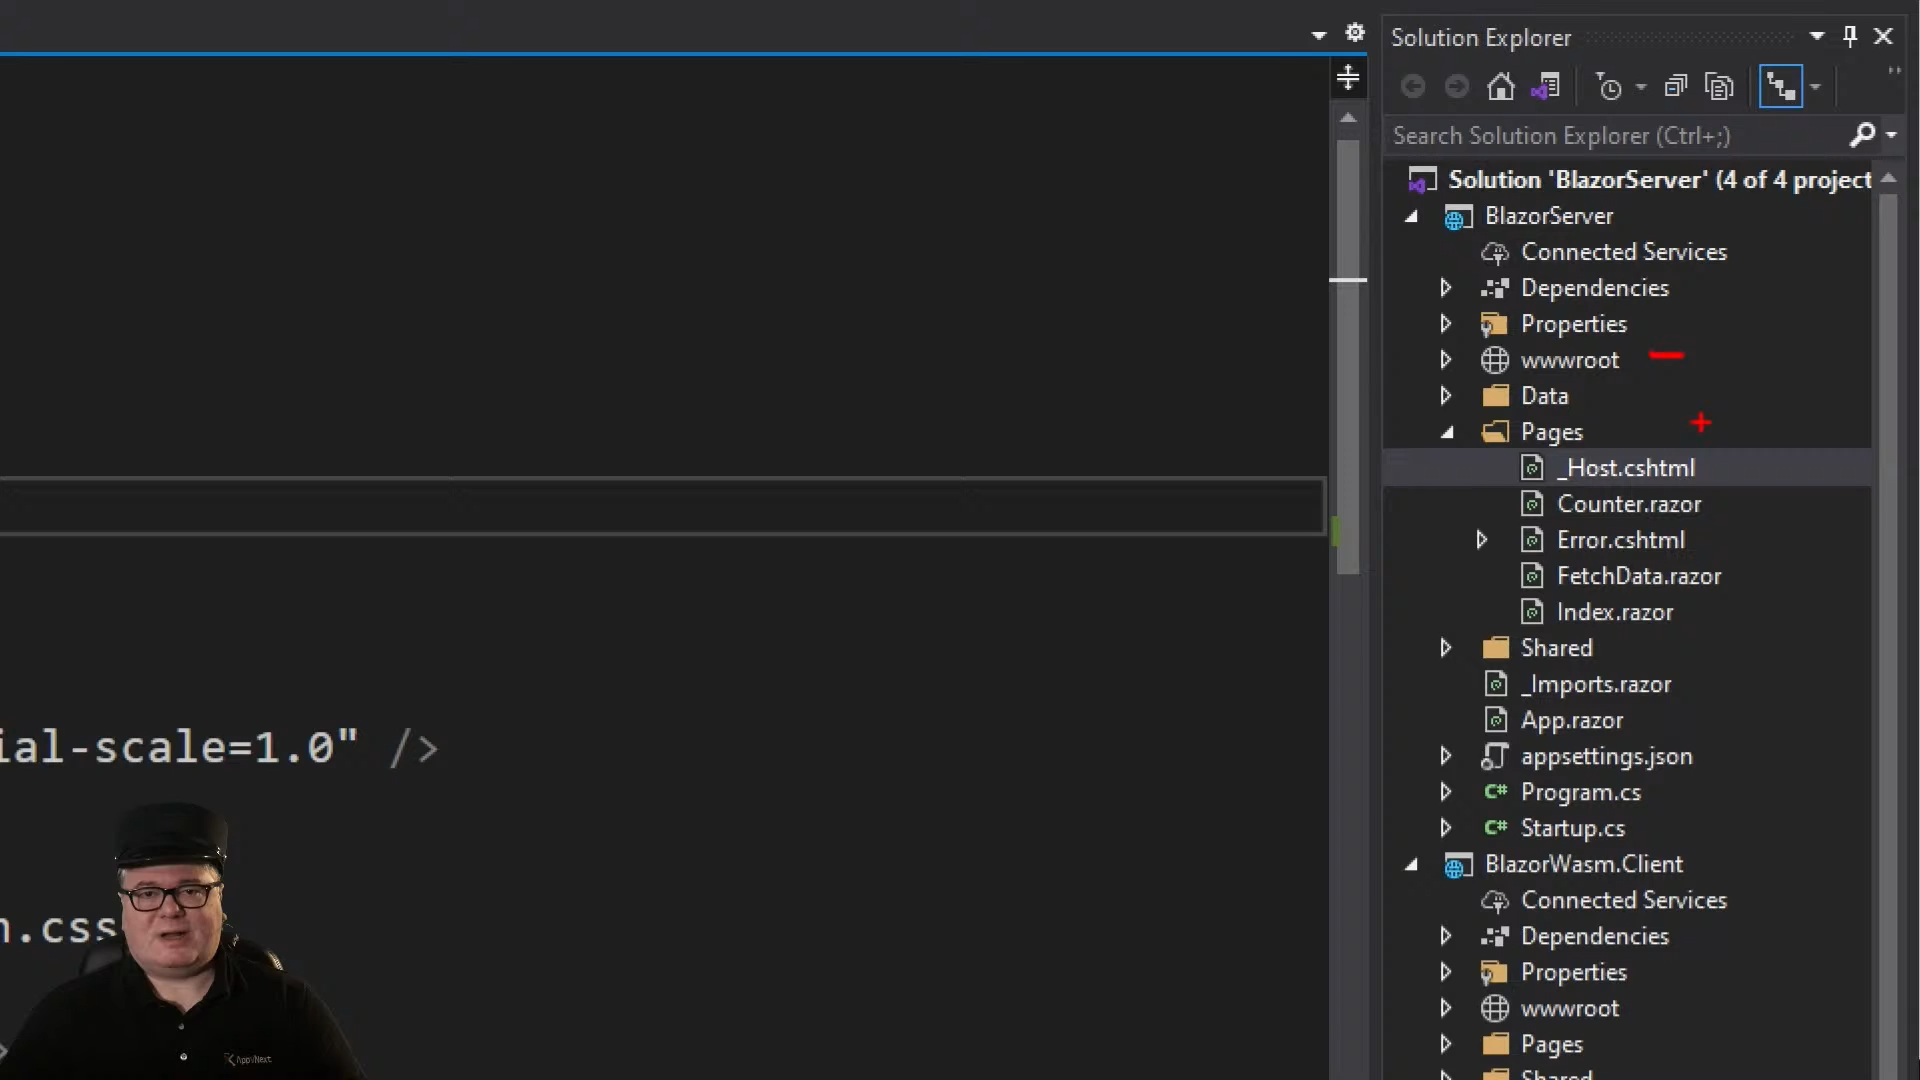 Solution Explorer
Search Solution Explorer (Ctrl+;)
Solution 'BlazorServer' (4 of 4 project
BlazorServer
Connected Services
Dependencies
Properties
wwwroot
Data
Pages
_Host.cshtml
Counter.razor
Error.cshtml
FetchData.razor
Index.razor
Shared
_Imports.razor
App.razor
appsettings.json
C# Program.cs
C# Startup.cs
BlazorWasm.Client
Connected Services
Dependencies
Properties
wwwroot
Pages
Shared
ial-scale=1.0" />
.css
>
AppvNext